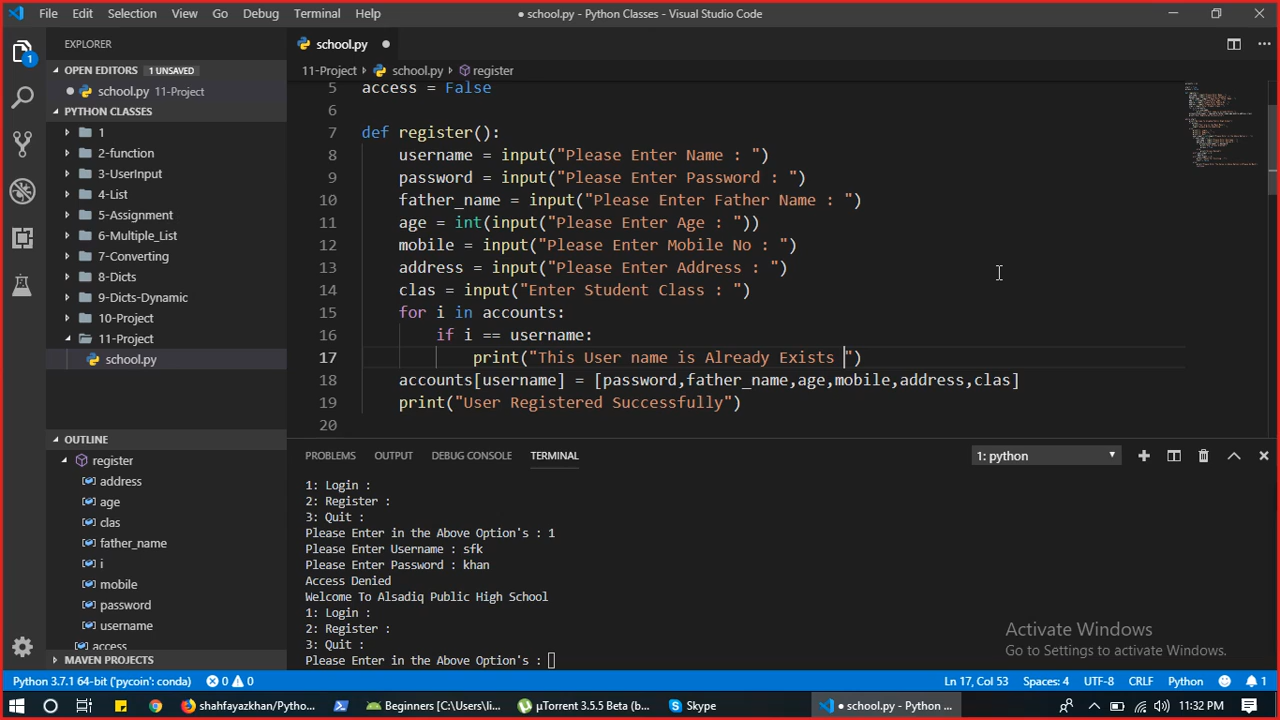 File Edit Selection View Go Debug Terminal Help ● school.py - Python Classes - Visual Studio Code
EXPLORER
OPEN EDITORS 1 UNSAVED
● school.py 11-Project
PYTHON CLASSES
1
2-function
3-UserInput
4-List
5-Assignment
6-Multiple_List
7-Converting
8-Dicts
9-Dicts-Dynamic
10-Project
11-Project
school.py
OUTLINE
register
address
age
clas
father_name
i
mobile
password
username
access
MAVEN PROJECTS
1
school.py ●
11-Project › school.py › register
5 access = False
6
7 def register():
8 username = input("Please Enter Name : ")
9 password = input("Please Enter Password : ")
10 father_name = input("Please Enter Father Name : ")
11 age = int(input("Please Enter Age : "))
12 mobile = input("Please Enter Mobile No : ")
13 address = input("Please Enter Address : ")
14 clas = input("Enter Student Class : ")
15 for i in accounts:
16 if i == username:
17 print("This User name is Already Exists ")
18 accounts[username] = [password,father_name,age,mobile,address,clas]
19 print("User Registered Successfully")
20
PROBLEMS OUTPUT DEBUG CONSOLE TERMINAL 1: python
1: Login :
2: Register :
3: Quit :
Please Enter in the Above Option's : 1
Please Enter Username : sfk
Please Enter Password : khan
Access Denied
Welcome To Alsadiq Public High School
1: Login :
2: Register :
3: Quit :
Please Enter in the Above Option's :
Activate Windows
Go to Settings to activate Windows.
Python 3.7.1 64-bit ('pycoin': conda) 0 0 Ln 17, Col 53 Spaces: 4 UTF-8 CRLF Python 1
shahfayazkhan/Python... Beginners [C:\Users\li... µTorrent 3.5.5 Beta (b... Skype ● school.py - Python ... 11:32 PM